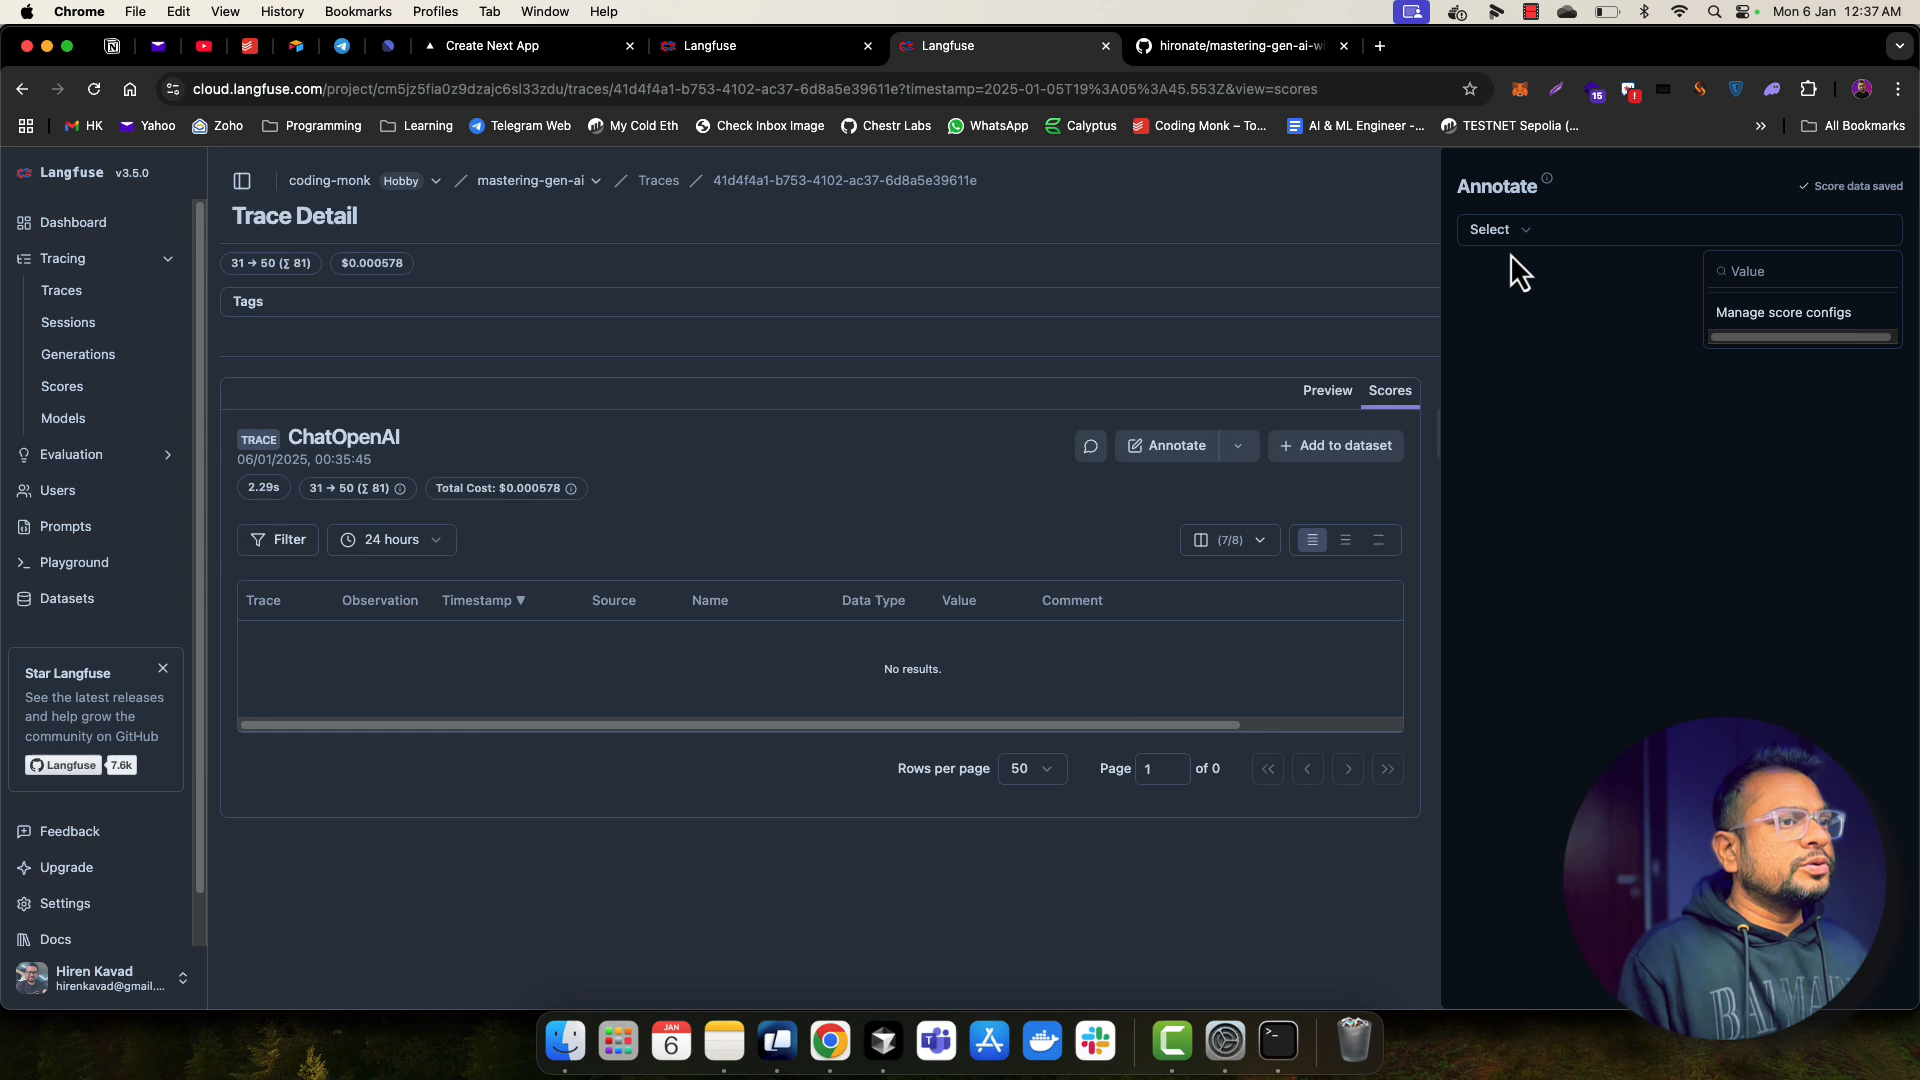 Chrome File Edit View History Bookmarks Profiles Tab Window Help Mon 6 Jan 12:37 AM
Create Next App Langfuse Langfuse hironate/mastering-gen-ai-wi
cloud.langfuse.com/project/cm5jz5fia0z9dzajc6sl33zdu/traces/41d4f4a1-b753-4102-ac37-6d8a5e39611e?timestamp=2025-01-05T19%3A05%3A45.553Z&view=scores 15
HK Yahoo Zoho Programming Learning Telegram Web My Cold Eth Check Inbox Image Chestr Labs WhatsApp Calyptus Coding Monk – To... AI & ML Engineer -... TESTNET Sepolia (... All Bookmarks
Langfuse v3.5.0
Dashboard
Tracing
Traces
Sessions
Generations
Scores
Models
Evaluation
Users
Prompts
Playground
Datasets
Star Langfuse
See the latest releases
and help grow the
community on GitHub
Langfuse 7.6k
Feedback
Upgrade
Settings
Docs
Hiren Kavad
hirenkavad@gmail....
coding-monk Hobby / mastering-gen-ai / Traces / 41d4f4a1-b753-4102-ac37-6d8a5e39611e
Trace Detail
31 → 50 (∑ 81) $0.000578
Tags
Preview Scores
TRACE ChatOpenAI
06/01/2025, 00:35:45
Annotate Add to dataset
2.29s 31 → 50 (∑ 81) Total Cost: $0.000578
Filter 24 hours (7/8)
Trace Observation Timestamp ▼ Source Name Data Type Value Comment
No results.
Rows per page 50 Page 1 of 0
Annotate Score data saved
Select
Value
Manage score configs
BALMAIN
JAN
6